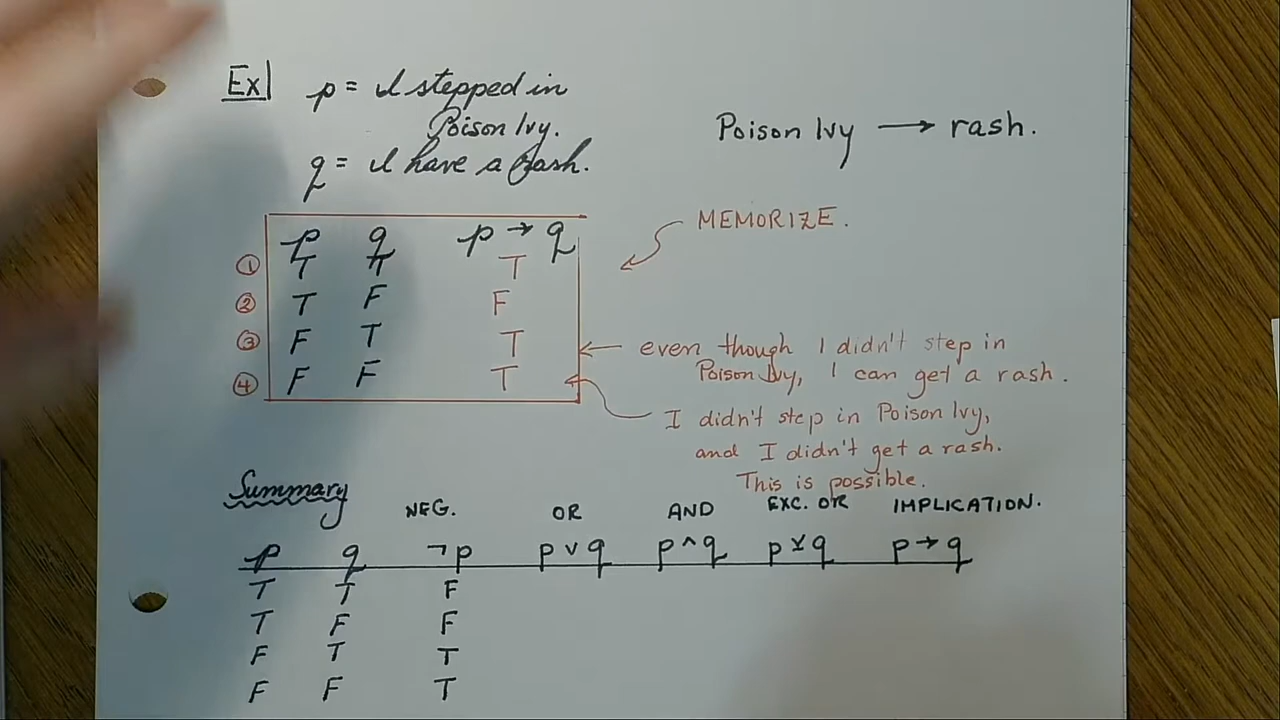 Ex| p = I stepped in
Poison Ivy.
Poison Ivy → rash.
q = I have a rash.
MEMORIZE.
p q p → q
① T T T
② T F F
③ F T T ← even though I didn't step in
Poison Ivy, I can get a rash.
④ F F T
I didn't step in Poison Ivy,
and I didn't get a rash.
This is possible.
Summary
NEG. OR AND EXC. OR IMPLICATION.
p q ¬p p ∨ q p ∧ q p ⊻ q p → q
T T F
T F F
F T T
F F T